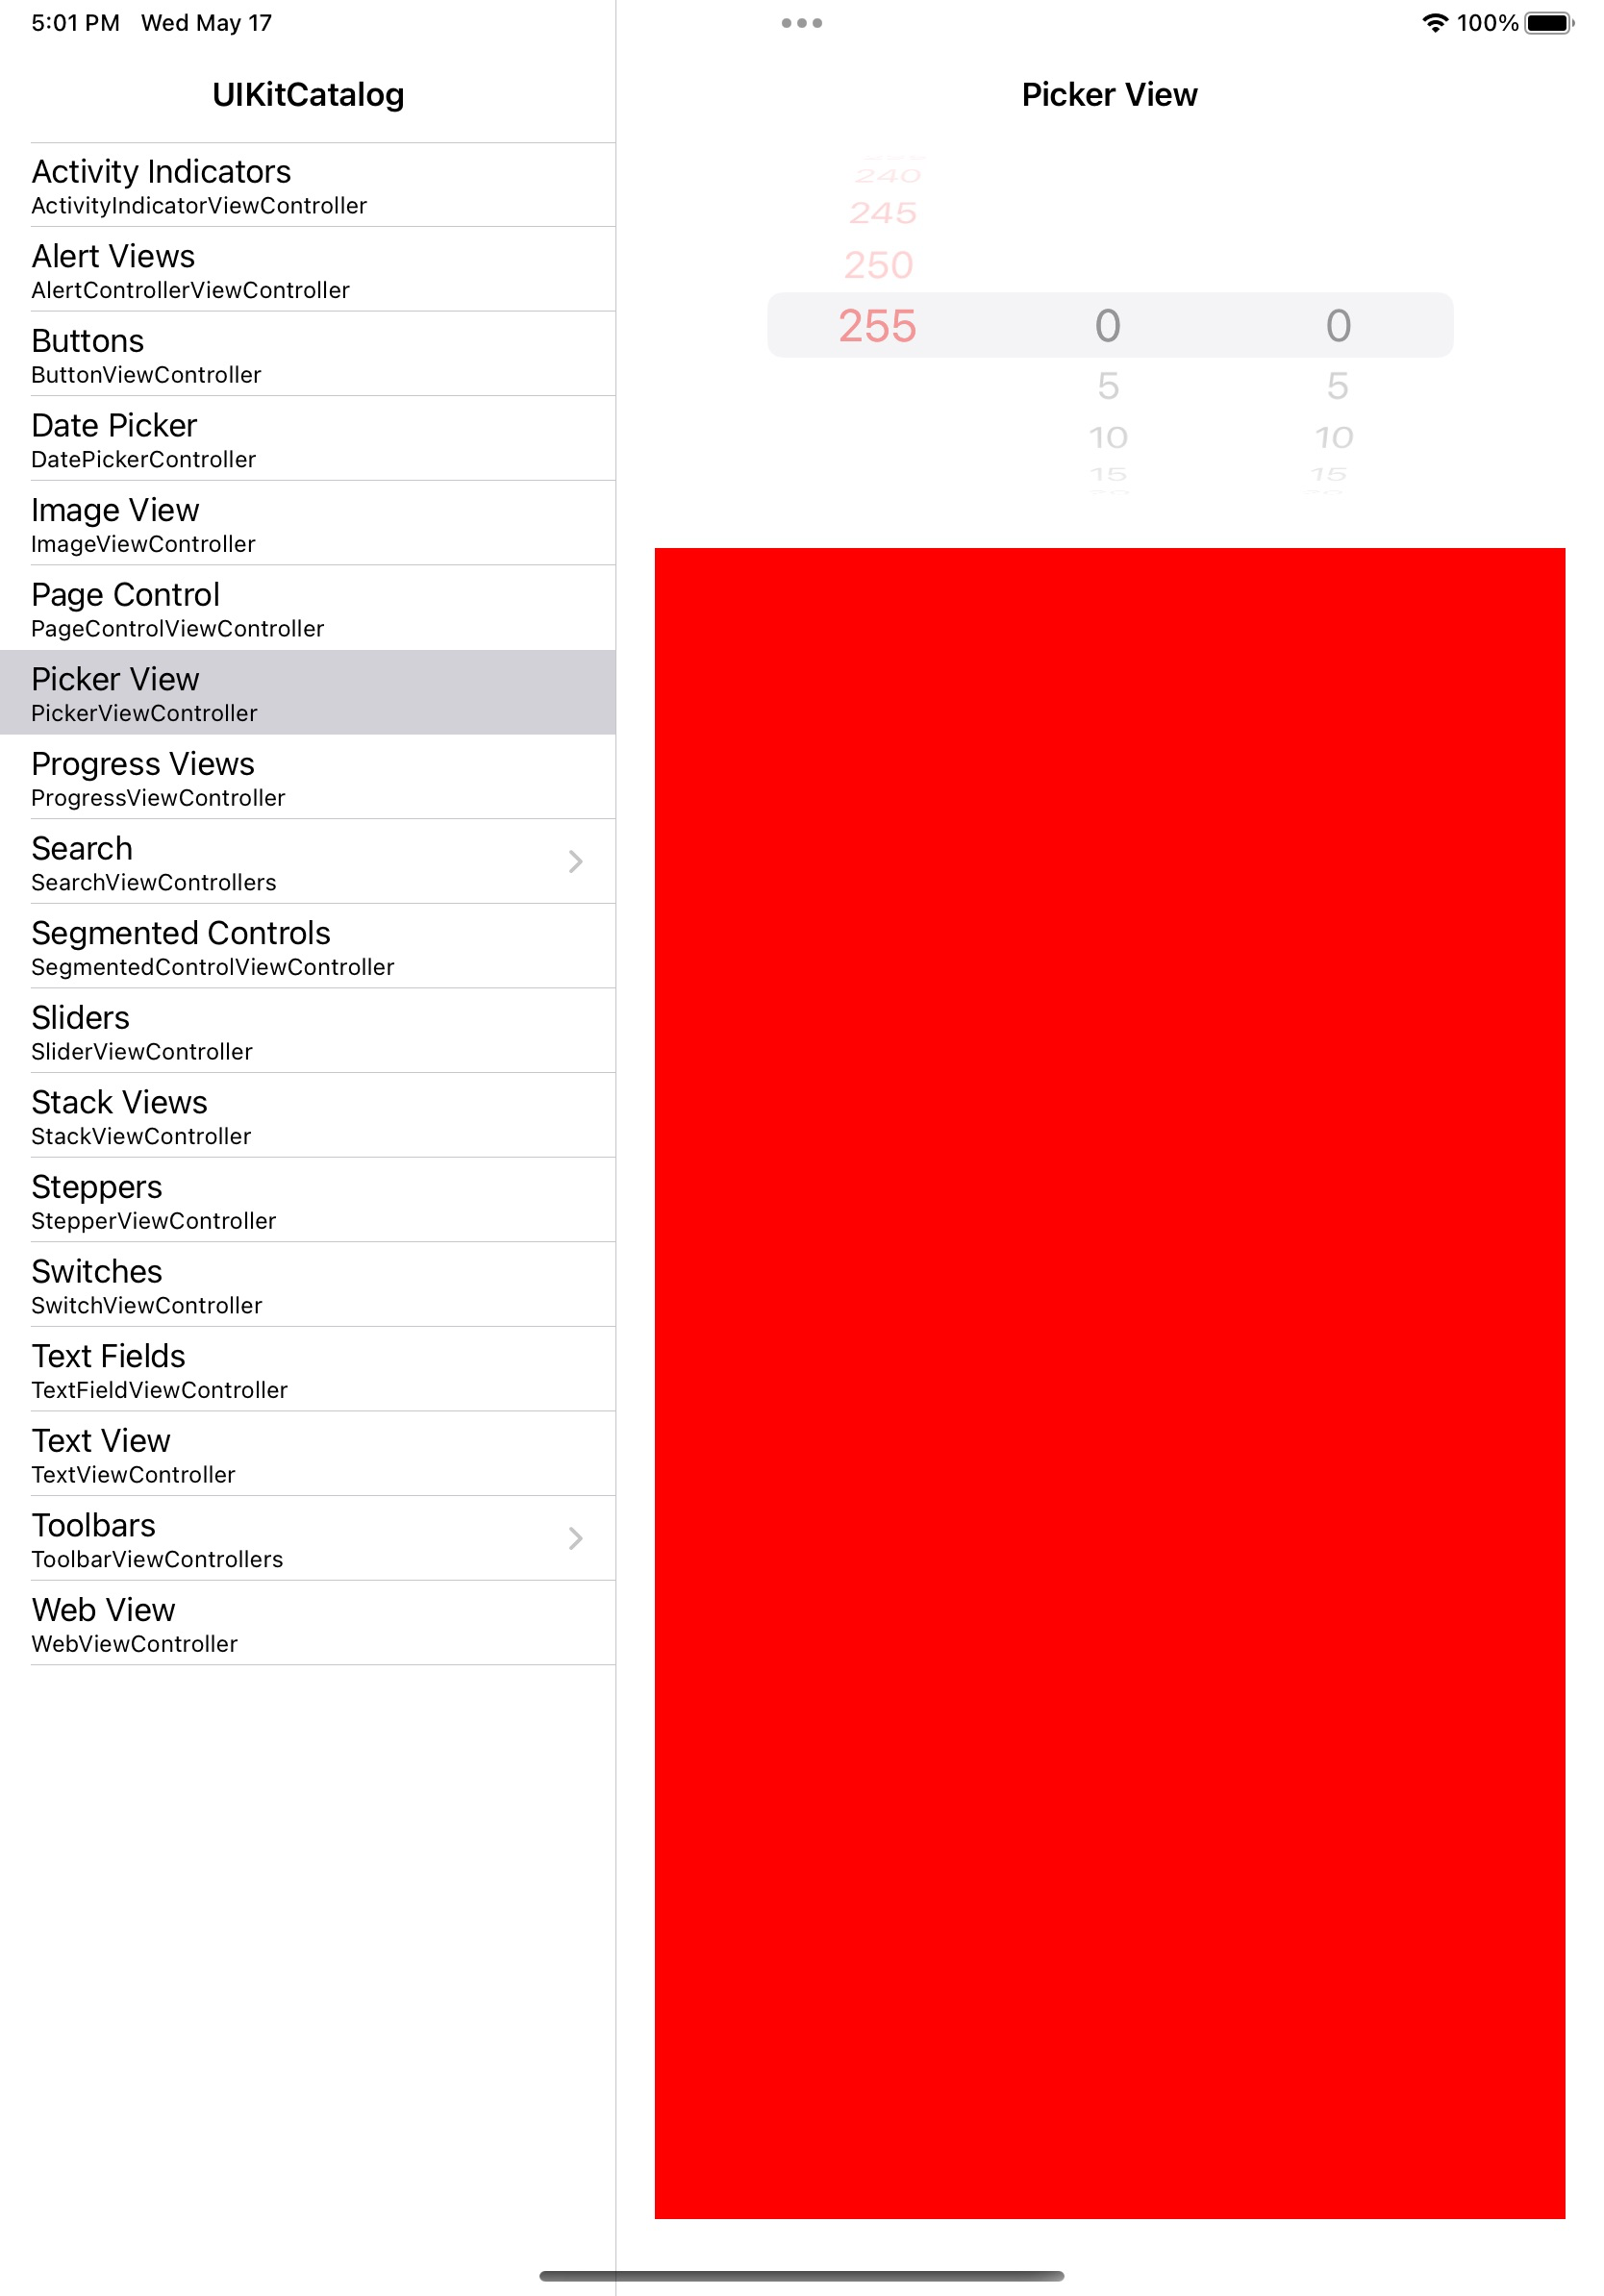 5:01 PM Wed May 17
100%
UIKitCatalog
Activity Indicators
ActivityIndicatorViewController
Alert Views
AlertControllerViewController
Buttons
ButtonViewController
Date Picker
DatePickerController
Image View
ImageViewController
Page Control
PageControlViewController
Picker View
PickerViewController
Progress Views
ProgressViewController
Search
SearchViewControllers
Segmented Controls
SegmentedControlViewController
Sliders
SliderViewController
Stack Views
StackViewController
Steppers
StepperViewController
Switches
SwitchViewController
Text Fields
TextFieldViewController
Text View
TextViewController
Toolbars
ToolbarViewControllers
Web View
WebViewController
Picker View
240
245
250
255 0 0
5 5
10 10
15 15